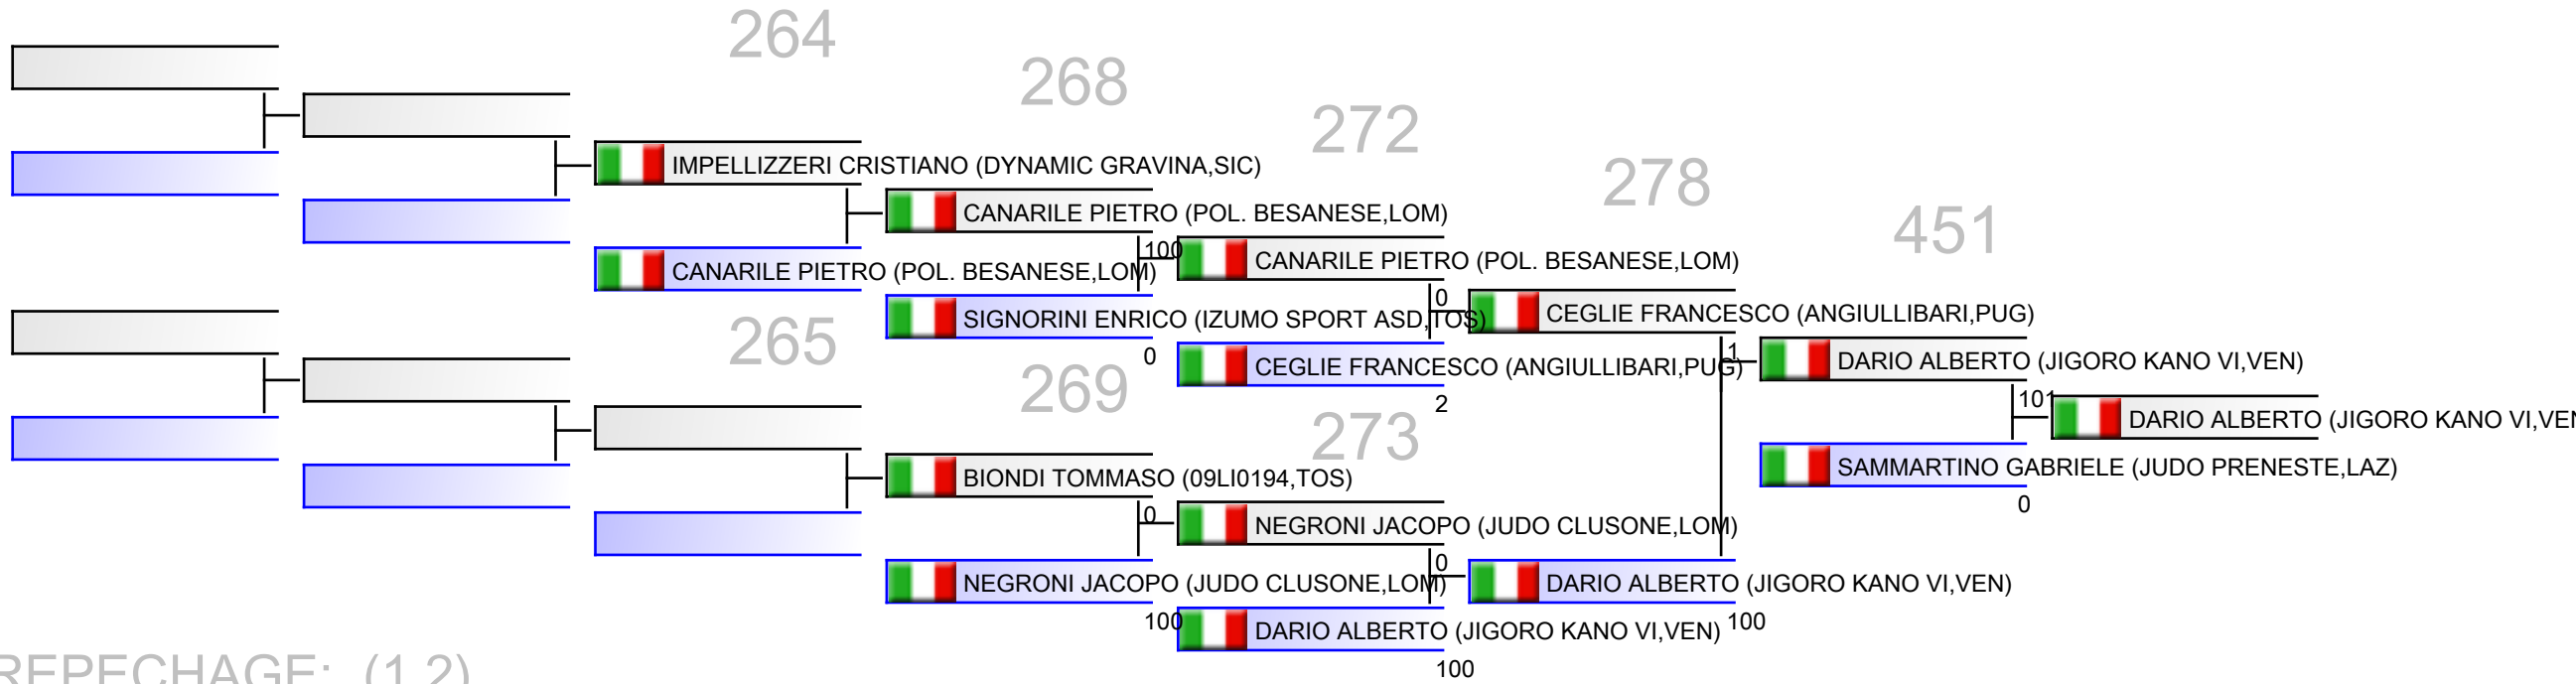 264
268
272
IMPELLIZZERI CRISTIANO (DYNAMIC GRAVINA,SIC)
278
CANARILE PIETRO (POL. BESANESE,LOM)
451
100
CANARILE PIETRO (POL. BESANESE,LOM)
CANARILE PIETRO (POL. BESANESE,LOM)
0
SIGNORINI ENRICO (IZUMO SPORT ASD,TOS)
CEGLIE FRANCESCO (ANGIULLIBARI,PUG)
265
0
1
CEGLIE FRANCESCO (ANGIULLIBARI,PUG)
DARIO ALBERTO (JIGORO KANO VI,VEN)
269
2
101
DARIO ALBERTO (JIGORO KANO VI,VEN
273
BIONDI TOMMASO (09LI0194,TOS)
SAMMARTINO GABRIELE (JUDO PRENESTE,LAZ)
0
0
NEGRONI JACOPO (JUDO CLUSONE,LOM)
0
NEGRONI JACOPO (JUDO CLUSONE,LOM)
DARIO ALBERTO (JIGORO KANO VI,VEN)
100
DARIO ALBERTO (JIGORO KANO VI,VEN)
100
100
REPECHAGE: (1,2)